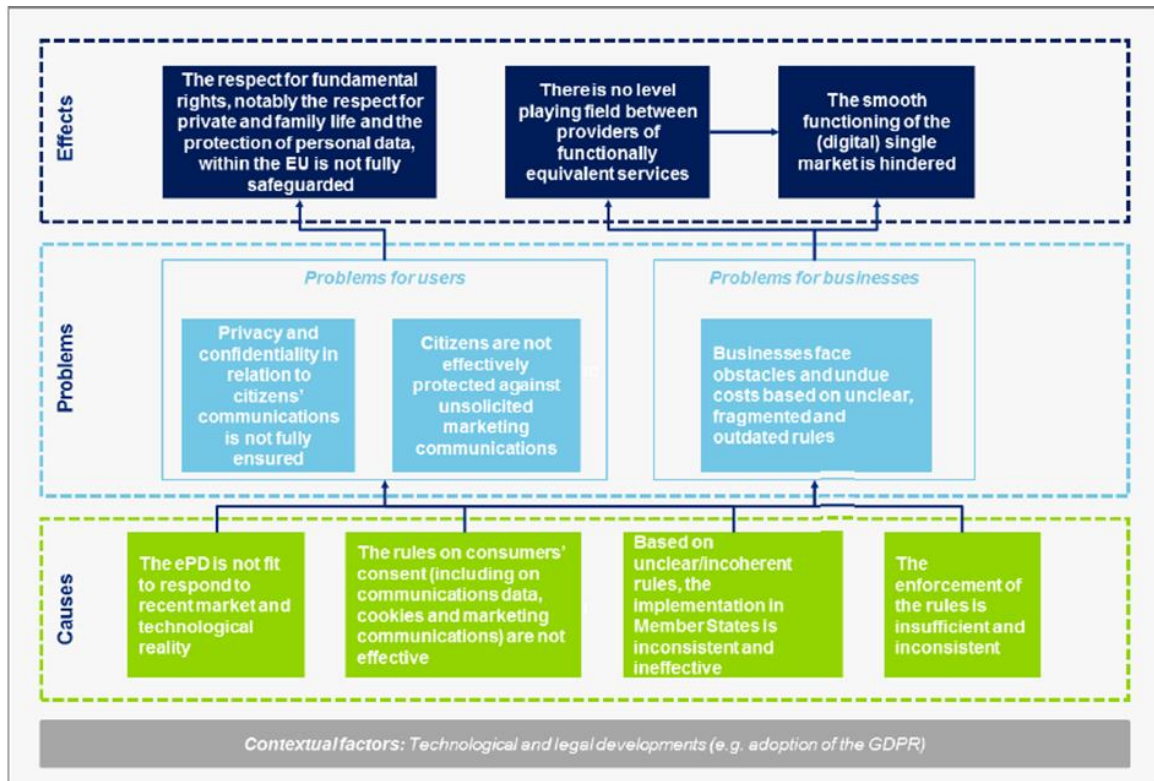 Effects
The respect for fundamental
rights, notably the respect for
private and family life and the
protection of personal data,
within the EU is not fully
safeguarded
There is no level
playing field between
providers of
functionally
equivalent services
The smooth
functioning of the
(digital) single
market is hindered
Problems
Problems for users
Privacy and
confidentiality in
relation to
citizens’
communications
is not fully
ensured
Citizens are not
effectively
protected against
unsolicited
marketing
communications
Problems for businesses
Businesses face
obstacles and undue
costs based on unclear,
fragmented and
outdated rules
Causes
The ePD is not fit
to respond to
recent market and
technological
reality
The rules on consumers’
consent (including on
communications data,
cookies and marketing
communications) are not
effective
Based on
unclear/incoherent
rules, the
implementation in
Member States is
inconsistent and
ineffective
The
enforcement of
the rules is
insufficient and
inconsistent
Contextual factors: Technological and legal developments (e.g. adoption of the GDPR)